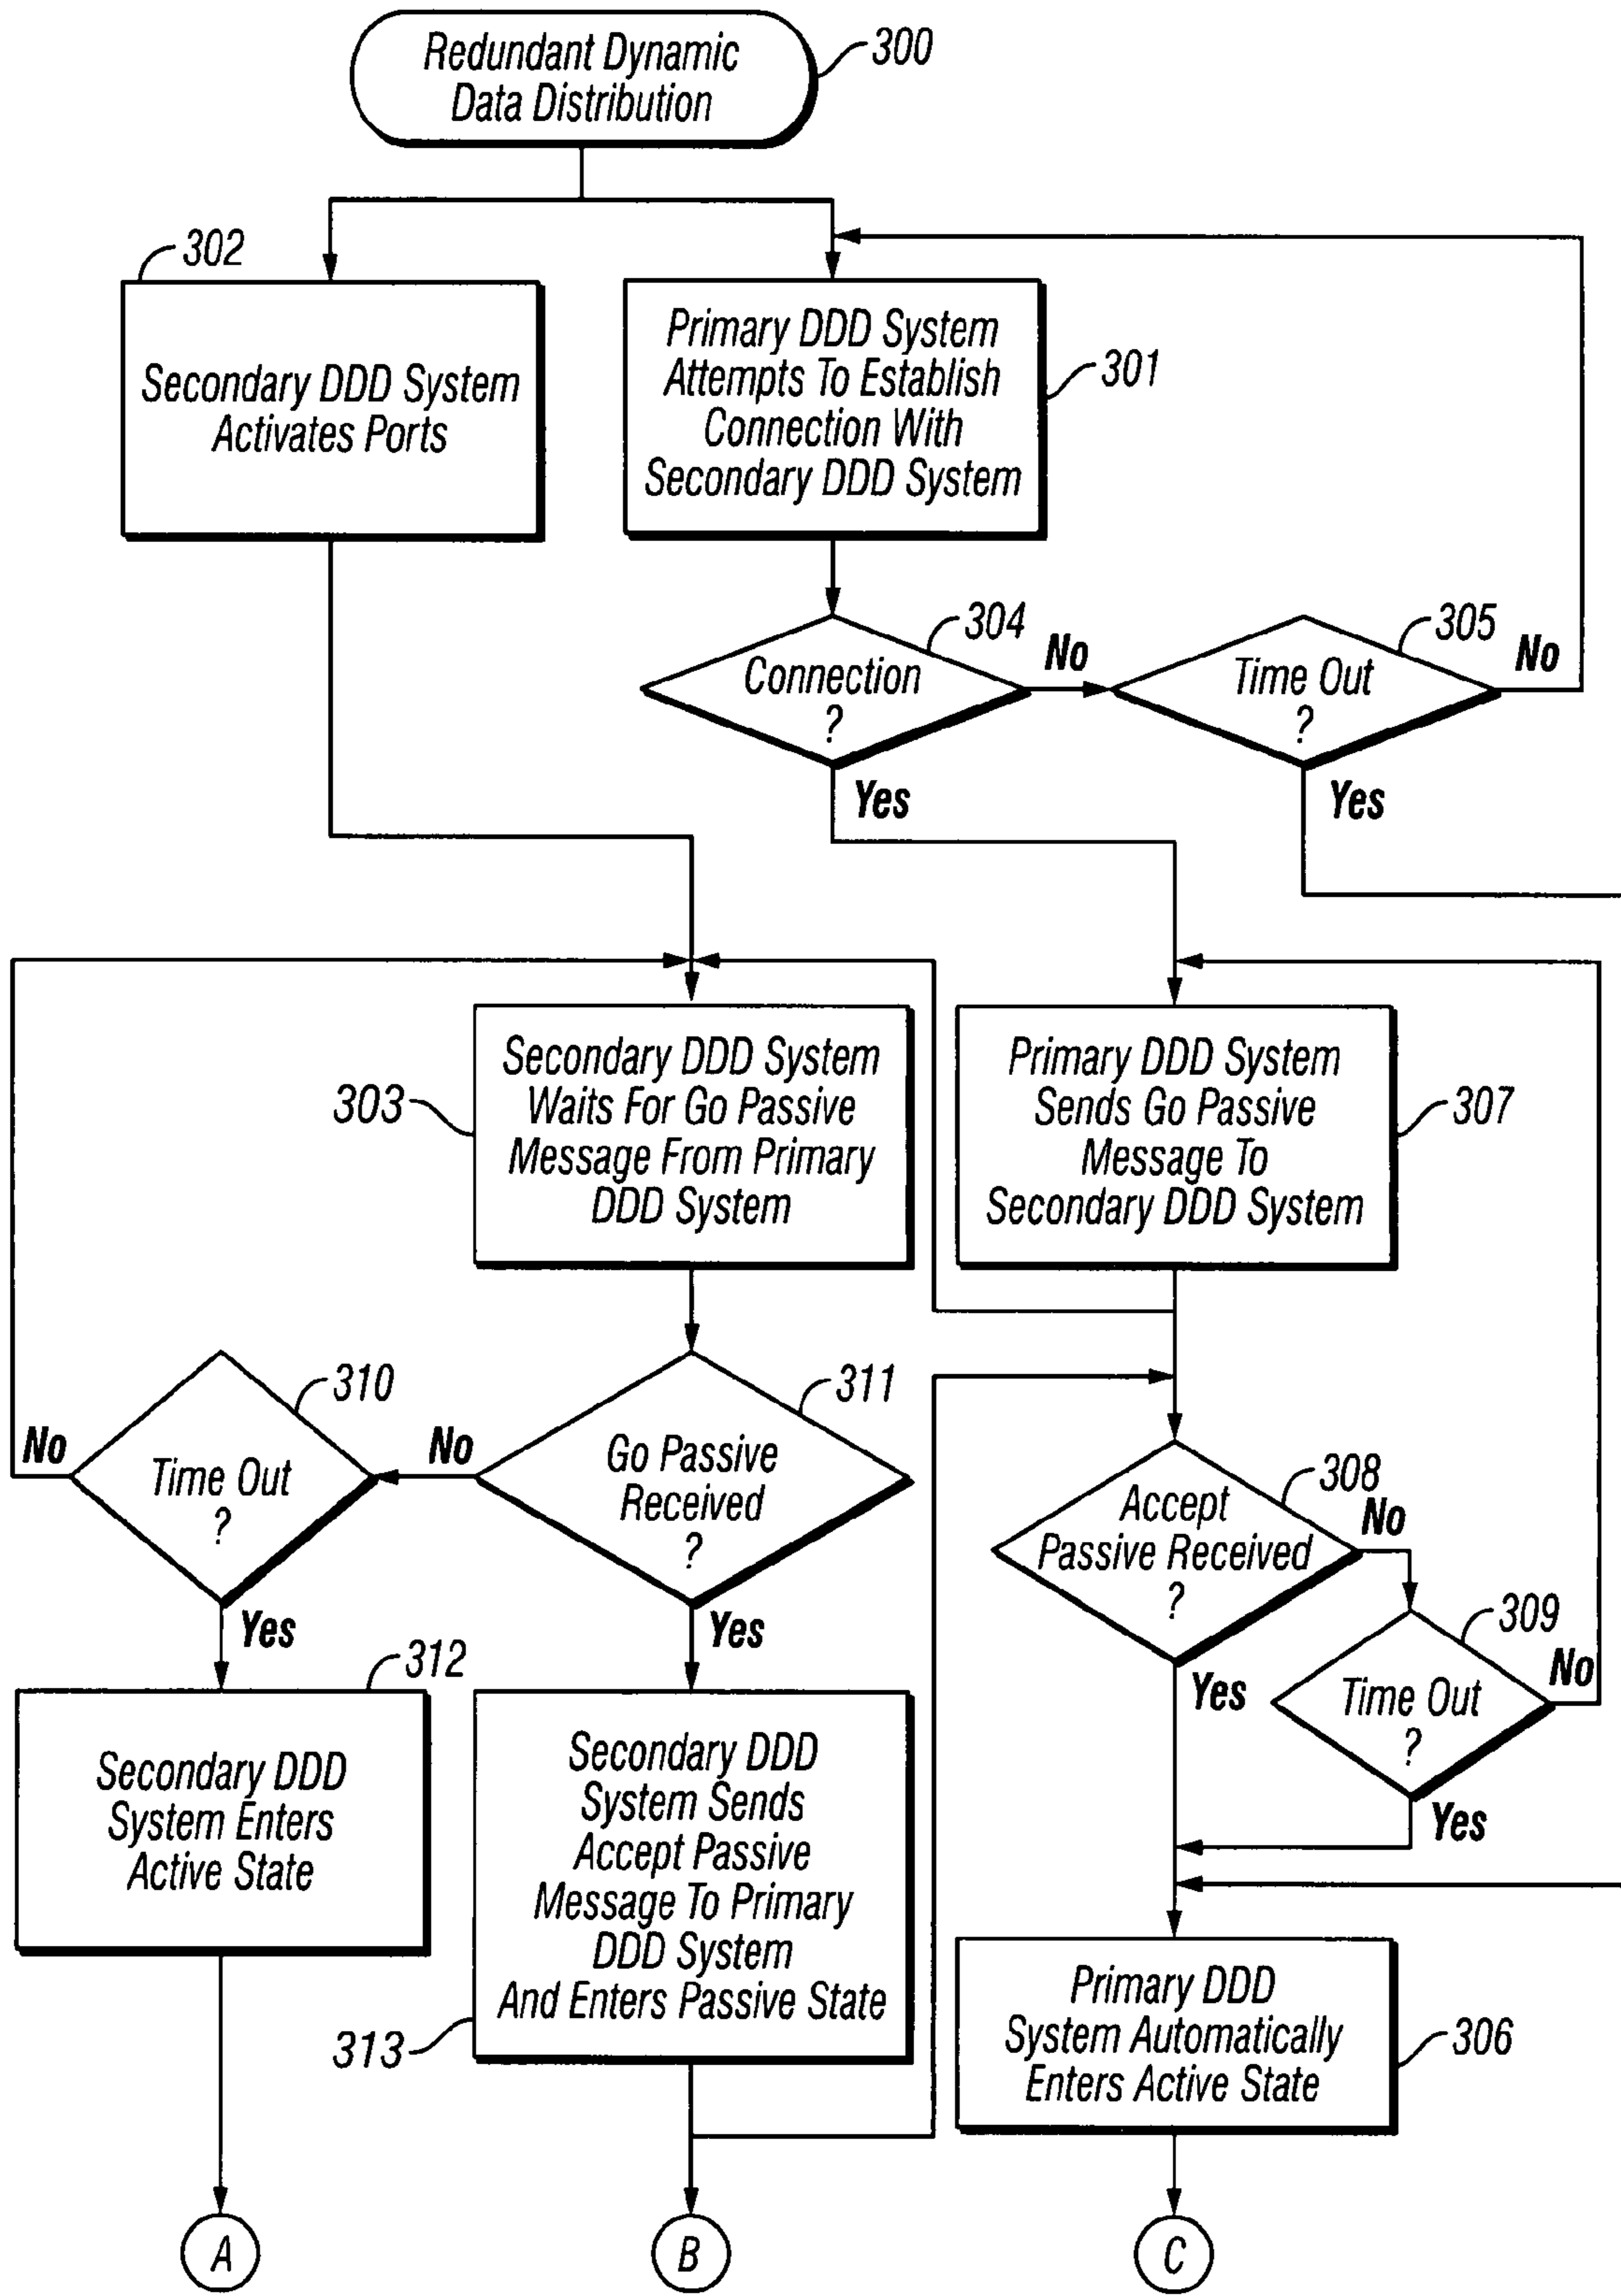 Redundant Dynamic
Data Distribution
300
302
Secondary DDD System
Activates Ports
Primary DDD System
Attempts To Establish
Connection With
Secondary DDD System
301
Connection
?
304
No
Yes
Time Out
?
305
No
Yes
Secondary DDD System
Waits For Go Passive
Message From Primary
DDD System
303
Primary DDD System
Sends Go Passive
Message To
Secondary DDD System
307
Time Out
?
310
No
Yes
Go Passive
Received
?
311
No
Yes
Accept
Passive Received
?
308
No
Yes
Time Out
?
309
No
Yes
312
Secondary DDD
System Enters
Active State
Secondary DDD
System Sends
Accept Passive
Message To Primary
DDD System
And Enters Passive State
313
Primary DDD
System Automatically
Enters Active State
306
A
B
C